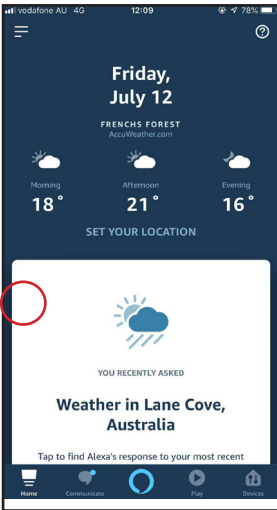 vodafone AU 4G 12:09 78%
Friday,
July 12
FRENCHS FOREST
AccuWeather.com
Morning Afternoon Evening
18° 21° 16°
SET YOUR LOCATION
YOU RECENTLY ASKED
Weather in Lane Cove,
Australia
Tap to find Alexa's response to your most recent
Home Communicate Play Devices